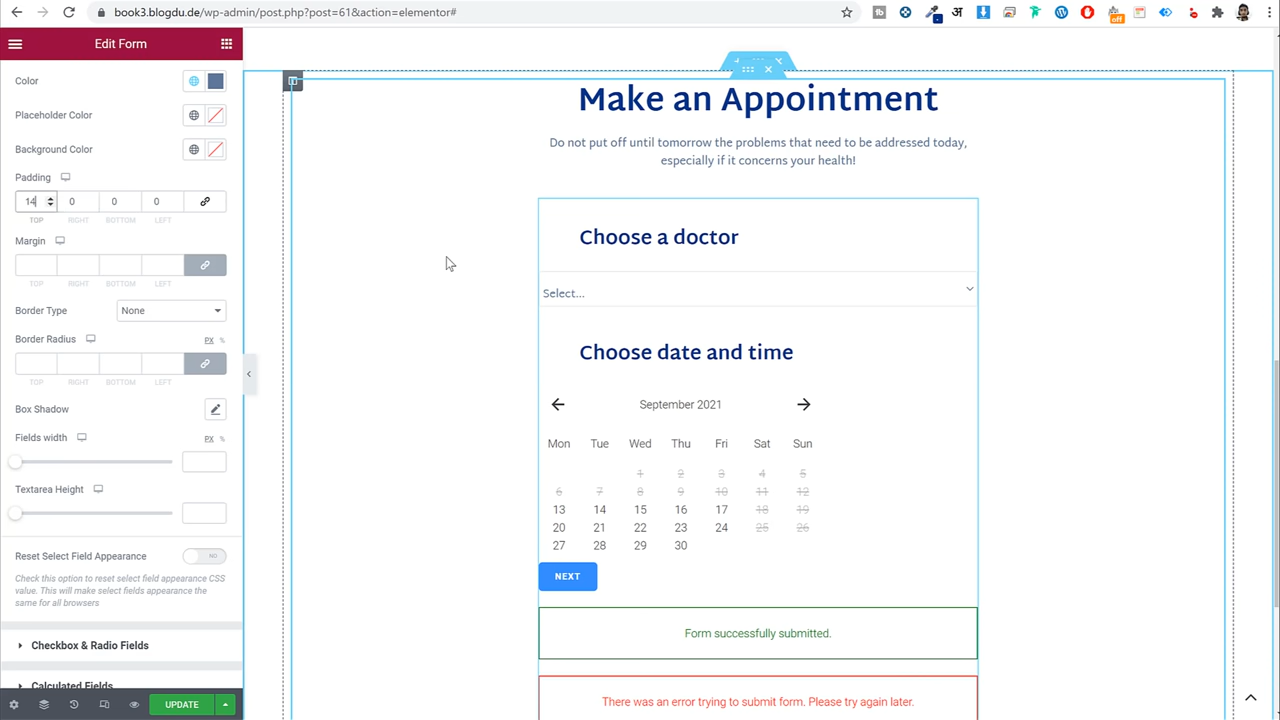 book3.blogdu.de/wp-admin/post.php?post=61&action=elementor#
off
Edit Form
Color
Placeholder Color
Background Color
Padding
14 0 0 0
TOP RIGHT BOTTOM LEFT
Margin
TOP RIGHT BOTTOM LEFT
Border Type None
Border Radius PX %
TOP RIGHT BOTTOM LEFT
Box Shadow
Fields width PX %
Textarea Height
Reset Select Field Appearance NO
Check this option to reset select field appearance CSS
value. This will make select fields appearance the
same for all browsers
Checkbox & Radio Fields
Calculated Fields
UPDATE
Make an Appointment
Do not put off until tomorrow the problems that need to be addressed today,
especially if it concerns your health!
Choose a doctor
Select...
Choose date and time
September 2021
Mon Tue Wed Thu Fri Sat Sun
1 2 3 4 5
6 7 8 9 10 11 12
13 14 15 16 17 18 19
20 21 22 23 24 25 26
27 28 29 30
NEXT
Form successfully submitted.
There was an error trying to submit form. Please try again later.